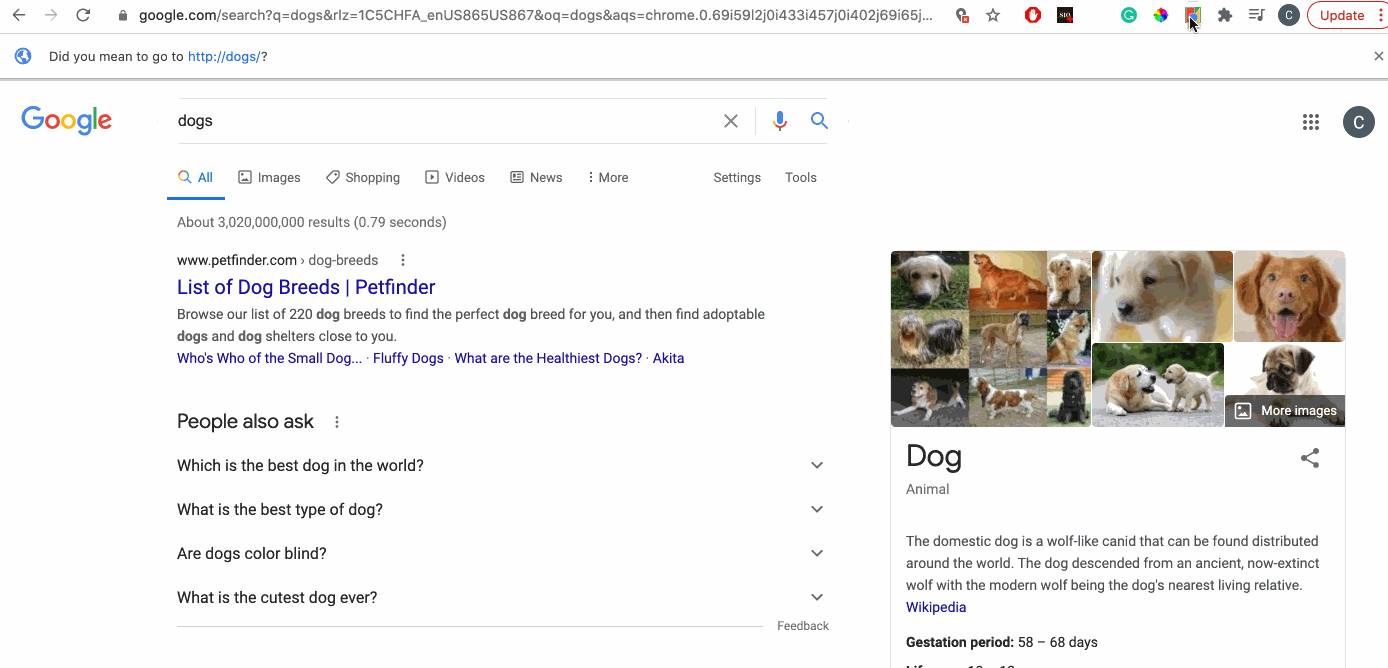 google.com/search?q=dogs&rlz=1C5CHFA_enUS865US867&oq=dogs&aqs=chrome.0.69i59l2j0i433i457j0i402j69i65j...
C
Update
Did you mean to go to http://dogs/?
Google
dogs
C
All
Images
Shopping
Videos
News
More
Settings
Tools
About 3,020,000,000 results (0.79 seconds)
www.petfinder.com › dog-breeds
List of Dog Breeds | Petfinder
Browse our list of 220 dog breeds to find the perfect dog breed for you, and then find adoptable
dogs and dog shelters close to you.
Who's Who of the Small Dog... · Fluffy Dogs · What are the Healthiest Dogs? · Akita
People also ask
Which is the best dog in the world?
What is the best type of dog?
Are dogs color blind?
What is the cutest dog ever?
Feedback
More images
Dog
Animal
The domestic dog is a wolf-like canid that can be found distributed
around the world. The dog descended from an ancient, now-extinct
wolf with the modern wolf being the dog's nearest living relative.
Wikipedia
Gestation period: 58 – 68 days